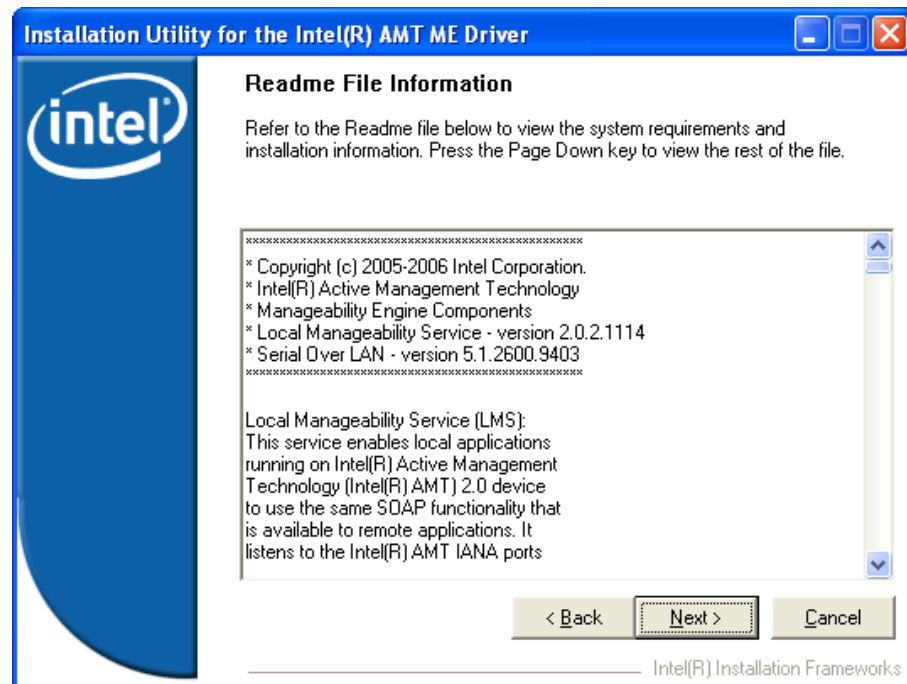 Installation Utility for the Intel(R) AMT ME Driver
intel
Readme File Information
Refer to the Readme file below to view the system requirements and
installation information. Press the Page Down key to view the rest of the file.
**************************************************
* Copyright (c) 2005-2006 Intel Corporation.
* Intel(R) Active Management Technology
* Manageability Engine Components
* Local Manageability Service - version 2.0.2.1114
* Serial Over LAN - version 5.1.2600.9403
**************************************************
Local Manageability Service (LMS):
This service enables local applications
running on Intel(R) Active Management
Technology (Intel(R) AMT) 2.0 device
to use the same SOAP functionality that
is available to remote applications. It
listens to the Intel(R) AMT IANA ports
< Back Next > Cancel
Intel(R) Installation Frameworks